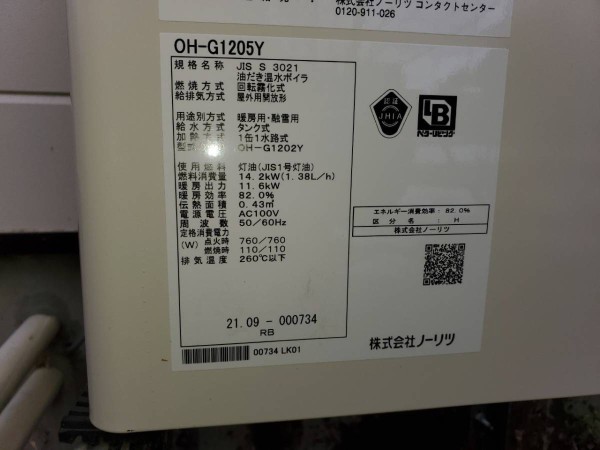 株式会社ノーリツ コンタクトセンター
0120-911-026
OH-G1205Y
規格名称 JIS S 3021
油だき温水ボイラ
燃焼方式 回転霧化式
給排気方式 屋外用開放形
用途別方式 暖房用・融雪用
給水方式 タンク式
加熱方式 1缶1水路式
型式 OH-G1202Y
使用燃料 灯油(JIS1号灯油)
燃料消費量 14.2kW(1.38L/h)
暖房出力 11.6kW
暖房効率 82.0%
伝熱面積 0.43㎡
電源電圧 AC100V
周波数 50/60Hz
定格消費電力
(W) 点火時 760/760
燃焼時 110/110
排気温度 260℃以下
21.09-000734
RB
00734 LK01
認証
JHIA
LB
エネルギー消費効率: 82.0%
区分名: H
株式会社ノーリツ
株式会社ノーリツ